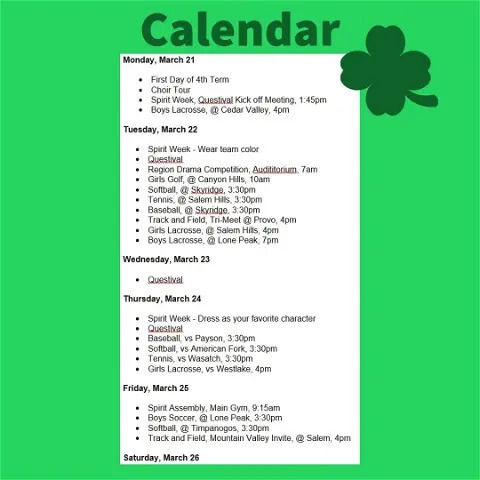 Calendar
Monday, March 21
• First Day of 4th Term
• Choir Tour
• Spirit Week, Questival Kick off Meeting, 1:45pm
• Boys Lacrosse, @ Cedar Valley, 4pm
Tuesday, March 22
• Spirit Week - Wear team color
• Questival
• Region Drama Competition, Audititorium, 7am
• Girls Golf, @ Canyon Hills, 10am
• Softball, @ Skyridge, 3:30pm
• Tennis, @ Salem Hills, 3:30pm
• Baseball, @ Skyridge, 3:30pm
• Track and Field, Tri-Meet @ Provo, 4pm
• Girls Lacrosse, @ Salem Hills, 4pm
• Boys Lacrosse, @ Lone Peak, 7pm
Wednesday, March 23
• Questival
Thursday, March 24
• Spirit Week - Dress as your favorite character
• Questival
• Baseball, vs Payson, 3:30pm
• Softball, vs American Fork, 3:30pm
• Tennis, vs Wasatch, 3:30pm
• Girls Lacrosse, vs Westlake, 4pm
Friday, March 25
• Spirit Assembly, Main Gym, 9:15am
• Boys Soccer, @ Lone Peak, 3:30pm
• Softball, @ Timpanogos, 3:30pm
• Track and Field, Mountain Valley Invite, @ Salem, 4pm
Saturday, March 26